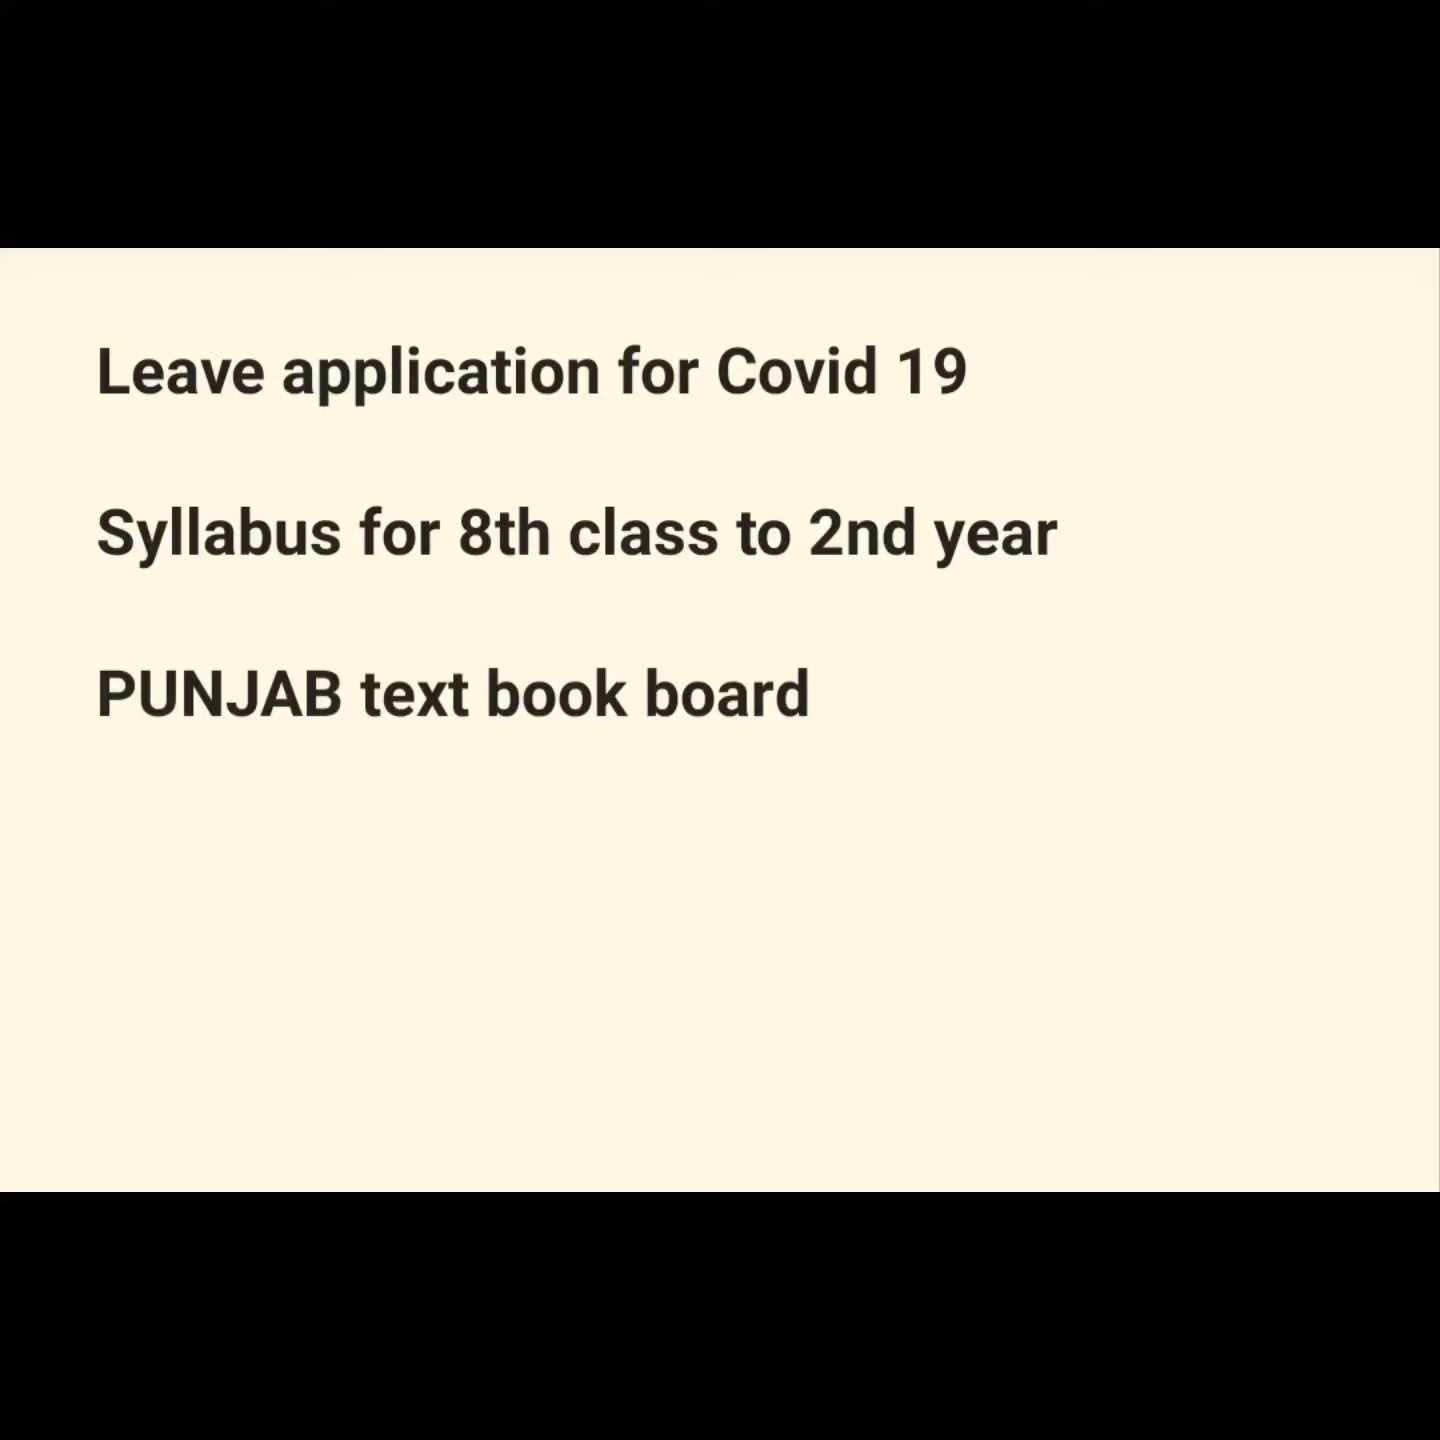 Leave application for Covid 19
Syllabus for 8th class to 2nd year
PUNJAB text book board